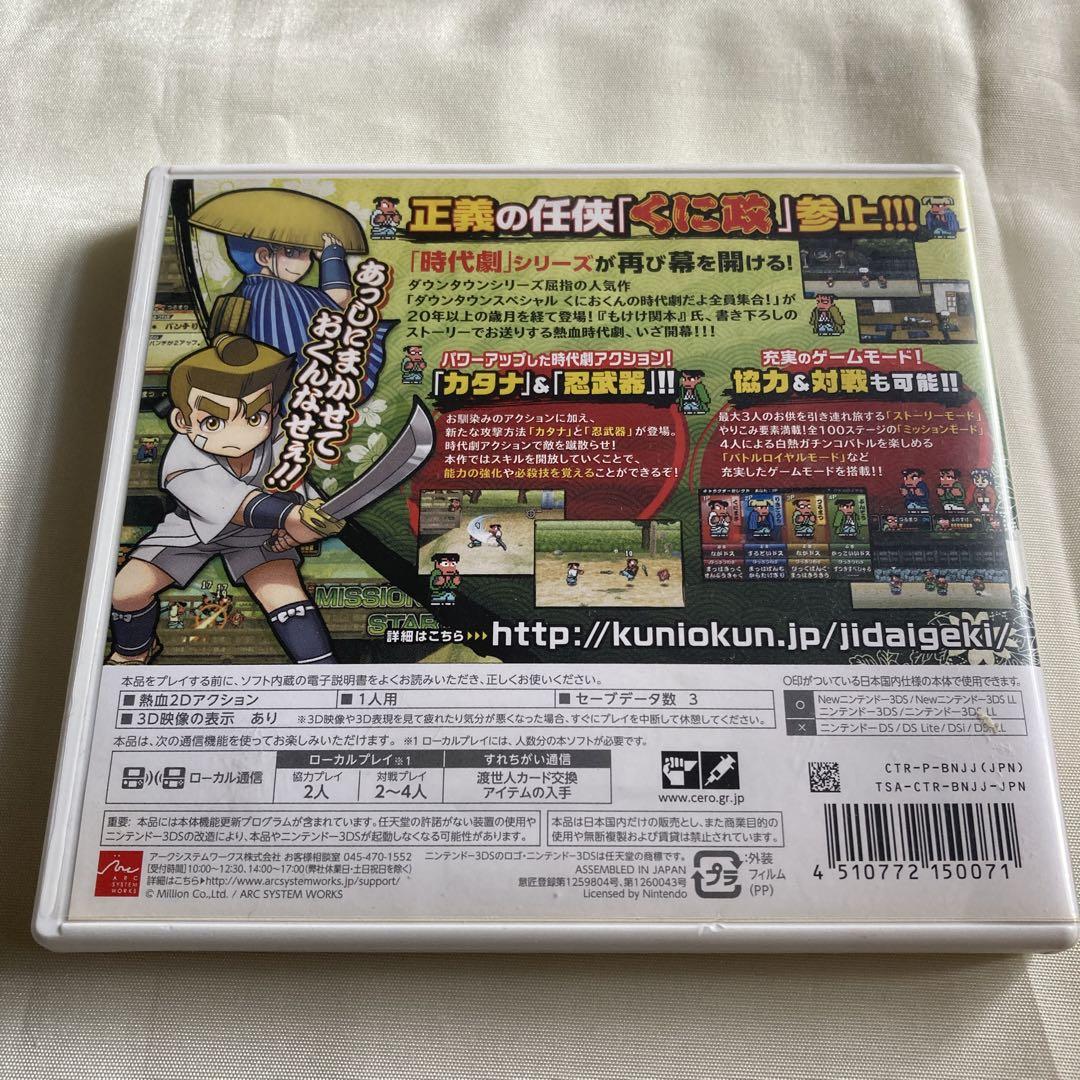 正義の任侠「くに政」参上!!!
「時代劇」シリーズが再び幕を開ける!
ダウンタウンシリーズ屈指の人気作
「ダウンタウンスペシャル くにおくんの時代劇だよ全員集合!」が
20年以上の歳月を経て登場!『もけけ関本』氏、書き下ろしの
ストーリーでお送りする熱血時代劇、いざ開幕!!!
あっしにまかせて
おくんなせぇ!!
パワーアップした時代劇アクション!
「カタナ」&「忍武器」!!
お馴染みのアクションに加え、
新たな攻撃方法「カタナ」と「忍武器」が登場。
時代劇アクションで敵を蹴散らせ!
本作ではスキルを開放していくことで、
能力の強化や必殺技を覚えることができるぞ!
充実のゲームモード!
協力&対戦も可能!!
最大3人のお供を引き連れ旅する「ストーリーモード」
やりこみ要素満載!全100ステージの「ミッションモード」
4人による白熱ガチンコバトルを楽しめる
「バトルロイヤルモード」など
充実したゲームモードを搭載!!
MISSION
STAR
詳細はこちら▸▸▸ http://kuniokun.jp/jidaigeki/
本品をプレイする前に、ソフト内蔵の電子説明書をよくお読みいただき、正しくお使いください。
■ 熱血2Dアクション ■ 1人用 ■ セーブデータ数 3
■ 3D映像の表示 あり ※3D映像や3D表現を見て疲れたり気分が悪くなった場合、すぐにプレイを中断して休憩してください。
○印がついている日本国内仕様の本体で使用できます。
○ Newニンテンドー3DS/Newニンテンドー3DS LL
ニンテンドー3DS/ニンテンドー3DS LL
× ニンテンドーDS/DS Lite/DSi/DSi LL
本品は、次の通信機能を使ってお楽しみいただけます。 ※1 ローカルプレイには、人数分の本ソフトが必要です。
ローカル通信
ローカルプレイ※1
協力プレイ 対戦プレイ
2人 2〜4人
すれちがい通信
渡世人カード交換
アイテムの入手
www.cero.gr.jp
CTR-P-BNJJ(JPN)
TSA-CTR-BNJJ-JPN
重要: 本品には本体機能更新プログラムが含まれています。任天堂の許諾がない装置の使用や
ニンテンドー3DSの改造により、本品やニンテンドー3DSが起動しなくなる可能性があります。
本品は日本国内だけの販売とし、また商業目的の
使用や無断複製および賃貸は禁止されています。
ARC
SYSTEM
WORKS
アークシステムワークス株式会社 お客様相談室 045-470-1552
[受付時間]10:00〜12:30、14:00〜17:00(弊社休業日・土日祝日を除く)
詳細はこちら▸http://www.arcsystemworks.jp/support/
© Million Co.,Ltd. / ARC SYSTEM WORKS
ニンテンドー3DSのロゴ・ニンテンドー3DSは任天堂の商標です。
ASSEMBLED IN JAPAN
意匠登録第1259804号、第1260043号
Licensed by Nintendo
プラ
:外装
フィルム
(PP)
4 510772 150071